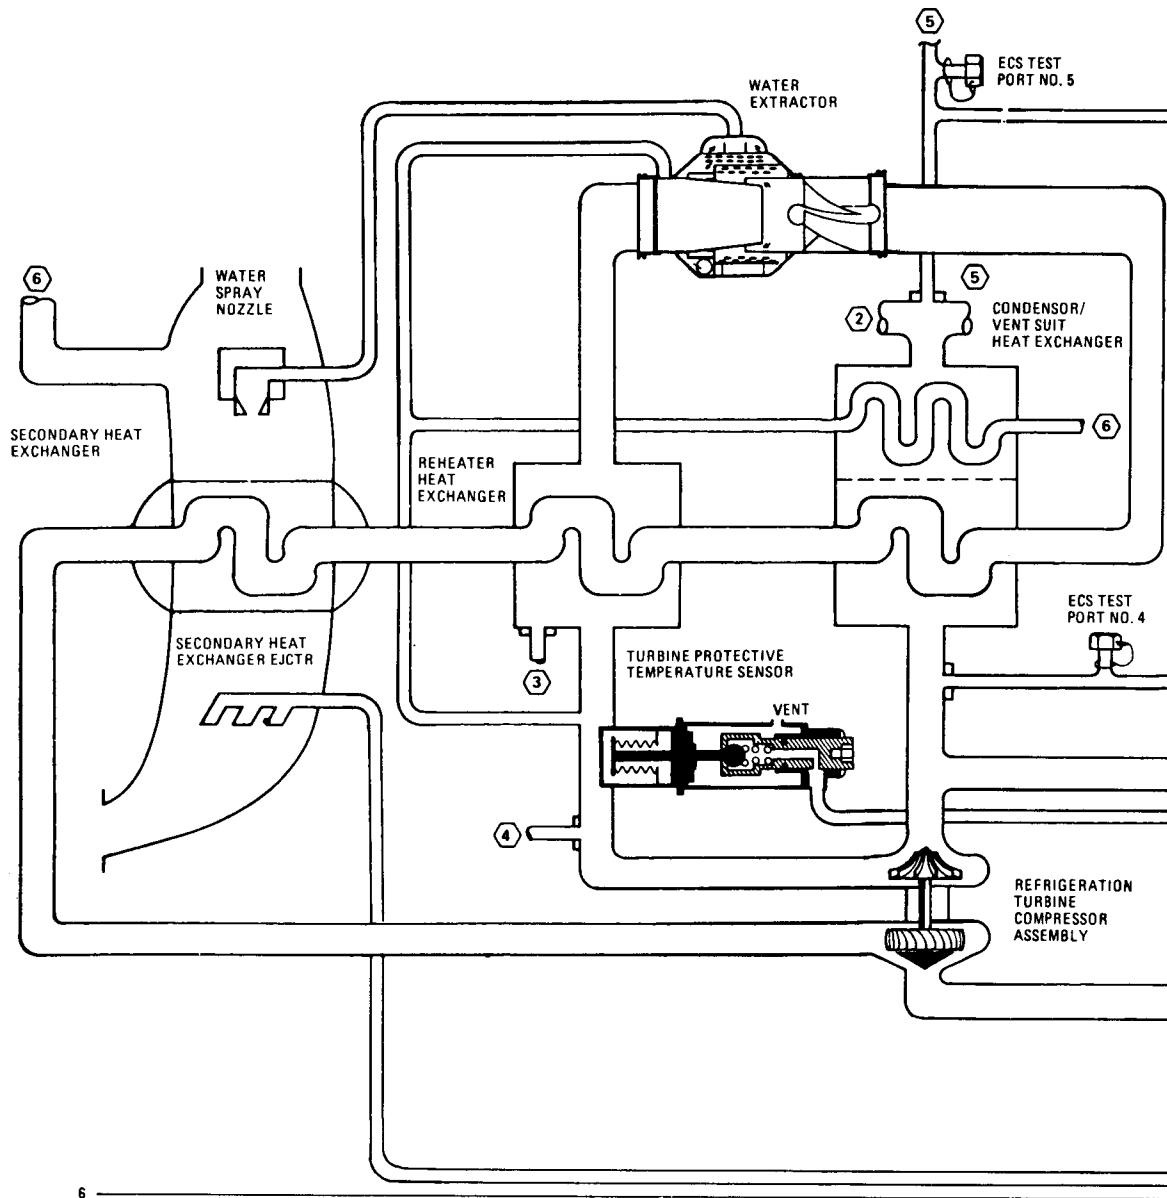 5
ECS TEST
PORT NO. 5
WATER
EXTRACTOR
6
WATER
SPRAY
NOZZLE
5
2
CONDENSOR/
VENT SUIT
HEAT EXCHANGER
SECONDARY HEAT
EXCHANGER
6
REHEATER
HEAT
EXCHANGER
ECS TEST
PORT NO. 4
SECONDARY HEAT
EXCHANGER EJCTR
3
TURBINE PROTECTIVE
TEMPERATURE SENSOR
VENT
4
REFRIGERATION
TURBINE
COMPRESSOR
ASSEMBLY
6